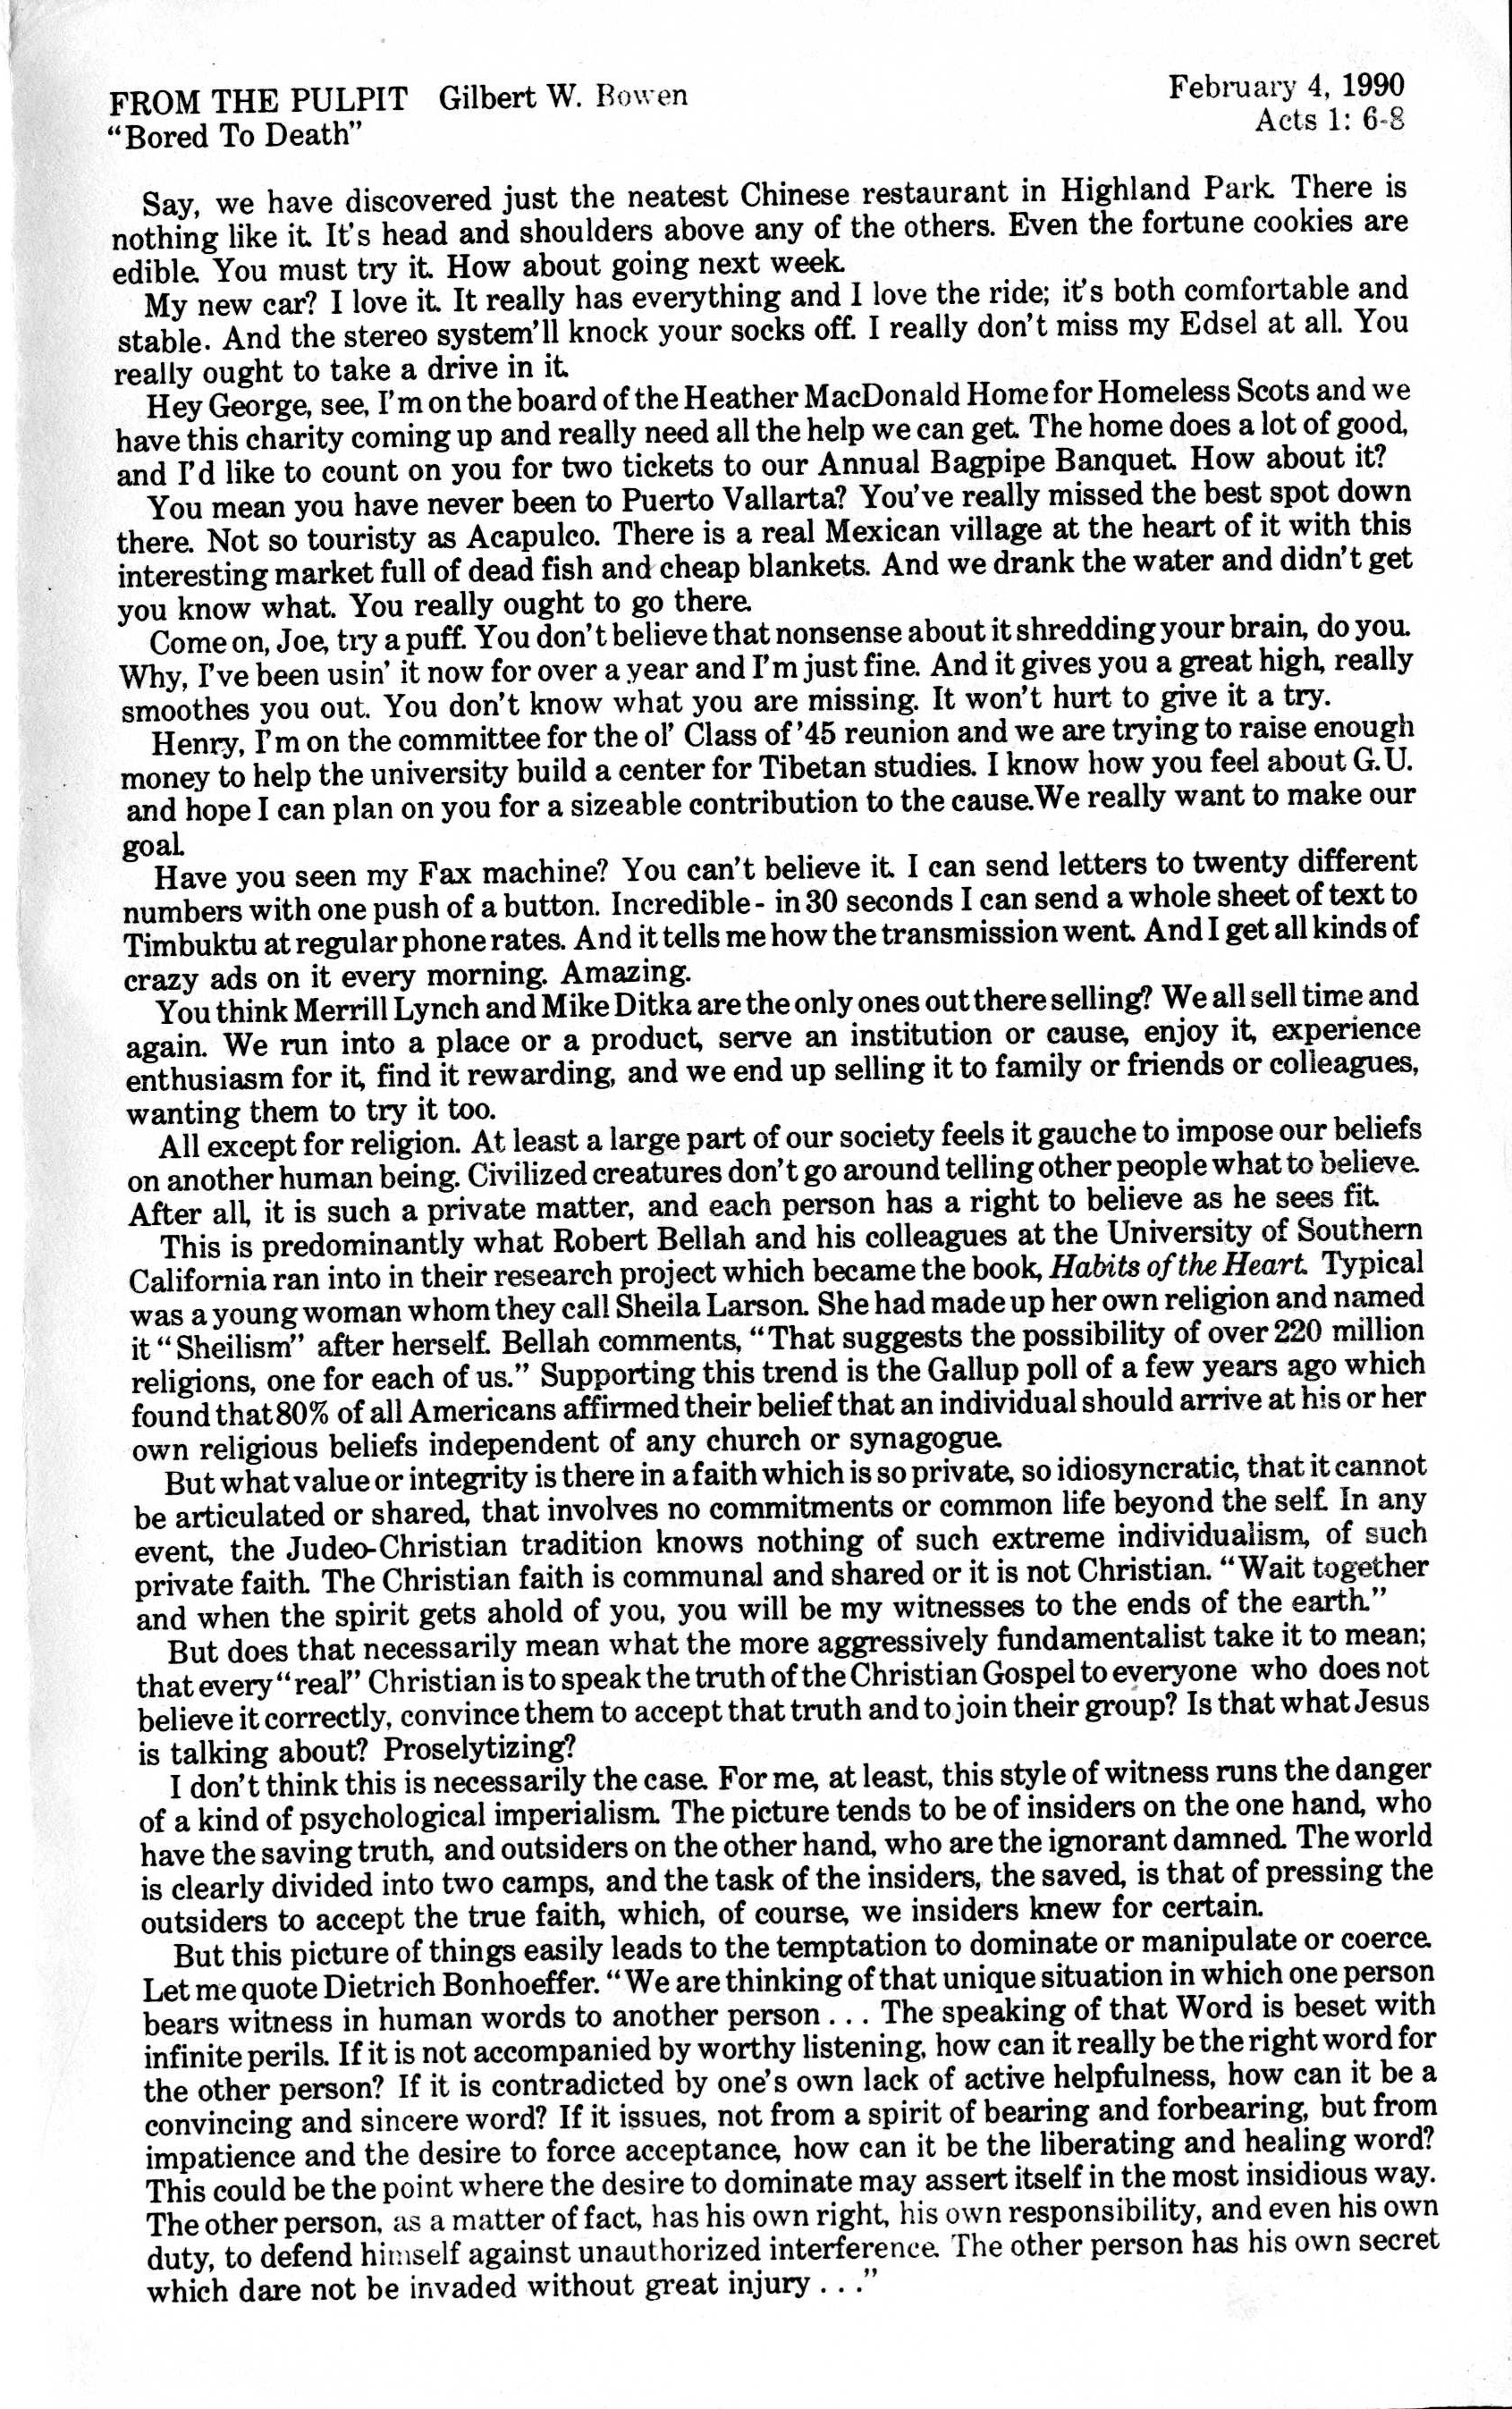 FROM THE PULPIT Gilbert W. Bowen
February 4, 1990
"Bored To Death"
Acts 1: 6-8
Say, we have discovered just the neatest Chinese restaurant in Highland Park. There is
nothing like it. It's head and shoulders above any of the others. Even the fortune cookies are
edible. You must try it. How about going next week.
My new car? I love it. It really has everything and I love the ride; it's both comfortable and
stable. And the stereo system'll knock your socks off. I really don't miss my Edsel at all. You
really ought to take a drive in it.
Hey George, see, I'm on the board of the Heather MacDonald Home for Homeless Scots and we
have this charity coming up and really need all the help we can get. The home does a lot of good,
and I'd like to count on you for two tickets to our Annual Bagpipe Banquet. How about it?
You mean you have never been to Puerto Vallarta? You've really missed the best spot down
there. Not so touristy as Acapulco. There is a real Mexican village at the heart of it with this
interesting market full of dead fish and cheap blankets. And we drank the water and didn't get
you know what. You really ought to go there.
Come on, Joe, try a puff. You don't believe that nonsense about it shredding your brain, do you.
Why, I've been usin' it now for over a year and I'm just fine. And it gives you a great high, really
smoothes you out. You don't know what you are missing. It won't hurt to give it a try.
Henry, I'm on the committee for the ol' Class of '45 reunion and we are trying to raise enough
money to help the university build a center for Tibetan studies. I know how you feel about G.U.
and hope I can plan on you for a sizeable contribution to the cause.We really want to make our
goal.
Have you seen my Fax machine? You can't believe it. I can send letters to twenty different
numbers with one push of a button. Incredible - in 30 seconds I can send a whole sheet of text to
Timbuktu at regular phone rates. And it tells me how the transmission went. And I get all kinds of
crazy ads on it every morning. Amazing.
You think Merrill Lynch and Mike Ditka are the only ones out there selling? We all sell time and
again. We run into a place or a product, serve an institution or cause, enjoy it, experience
enthusiasm for it, find it rewarding, and we end up selling it to family or friends or colleagues,
wanting them to try it too.
All except for religion. At least a large part of our society feels it gauche to impose our beliefs
on another human being. Civilized creatures don't go around telling other people what to believe.
After all, it is such a private matter, and each person has a right to believe as he sees fit.
This is predominantly what Robert Bellah and his colleagues at the University of Southern
California ran into in their research project which became the book, Habits of the Heart. Typical
was a young woman whom they call Sheila Larson. She had made up her own religion and named
it "Sheilism" after herself. Bellah comments, "That suggests the possibility of over 220 million
religions, one for each of us." Supporting this trend is the Gallup poll of a few years ago which
found that 80% of all Americans affirmed their belief that an individual should arrive at his or her
own religious beliefs independent of any church or synagogue.
But what value or integrity is there in a faith which is so private, so idiosyncratic, that it cannot
be articulated or shared, that involves no commitments or common life beyond the self. In any
event, the Judeo-Christian tradition knows nothing of such extreme individualism, of such
private faith. The Christian faith is communal and shared or it is not Christian. "Wait together
and when the spirit gets ahold of you, you will be my witnesses to the ends of the earth."
But does that necessarily mean what the more aggressively fundamentalist take it to mean;
that every "real" Christian is to speak the truth of the Christian Gospel to everyone who does not
believe it correctly, convince them to accept that truth and to join their group? Is that what Jesus
is talking about? Proselytizing?
I don't think this is necessarily the case. For me, at least, this style of witness runs the danger
of a kind of psychological imperialism. The picture tends to be of insiders on the one hand, who
have the saving truth, and outsiders on the other hand, who are the ignorant damned. The world
is clearly divided into two camps, and the task of the insiders, the saved, is that of pressing the
outsiders to accept the true faith, which, of course, we insiders knew for certain.
But this picture of things easily leads to the temptation to dominate or manipulate or coerce.
Let me quote Dietrich Bonhoeffer. "We are thinking of that unique situation in which one person
bears witness in human words to another person . . . The speaking of that Word is beset with
infinite perils. If it is not accompanied by worthy listening, how can it really be the right word for
the other person? If it is contradicted by one's own lack of active helpfulness, how can it be a
convincing and sincere word? If it issues, not from a spirit of bearing and forbearing, but from
impatience and the desire to force acceptance, how can it be the liberating and healing word?
This could be the point where the desire to dominate may assert itself in the most insidious way.
The other person, as a matter of fact, has his own right, his own responsibility, and even his own
duty, to defend himself against unauthorized interference. The other person has his own secret
which dare not be invaded without great injury . . ."